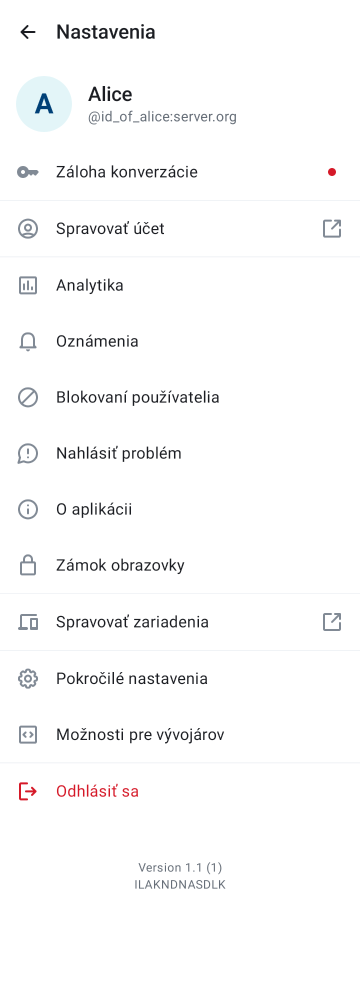 Nastavenia
A
Alice
@id_of_alice:server.org
Záloha konverzácie
Spravovať účet
Analytika
Oznámenia
Blokovaní používatelia
Nahlásiť problém
O aplikácii
Zámok obrazovky
Spravovať zariadenia
Pokročilé nastavenia
Možnosti pre vývojárov
Odhlásiť sa
Version 1.1 (1)
ILAKNDNASDLK